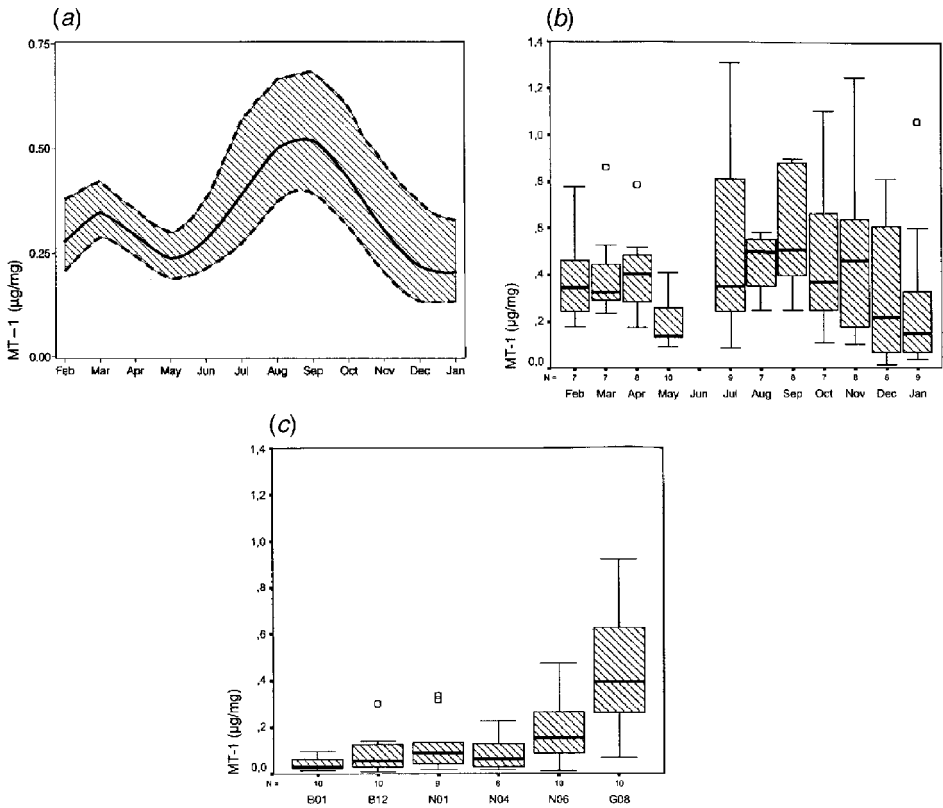 (a)
0.75
0.50
0.25
0.00
MT-1 (µg/mg)
Feb Mar Apr May Jun Jul Aug Sep Oct Nov Dec Jan
(b)
1,4
1,2
1,0
,8
,6
,4
,2
0,0
MT-1 (µg/mg)
N = 7 7 8 10 9 7 8 7 8 6 9
Feb Mar Apr May Jun Jul Aug Sep Oct Nov Dec Jan
(c)
1,4
1,2
1,0
,8
,6
,4
,2
0,0
MT-1 (µg/mg)
N = 10 10 9 6 10 10
B01 B12 N01 N04 N06 G08